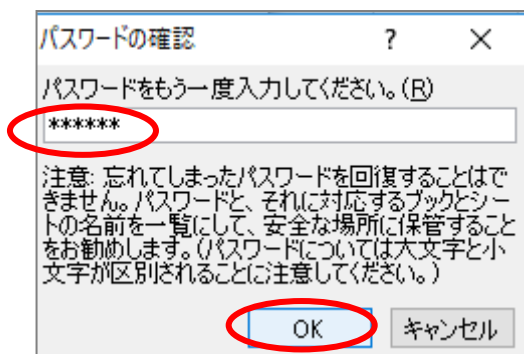 パスワードの確認 ? ×
パスワードをもう一度入力してください。(R)
******
注意: 忘れてしまったパスワードを回復することはで
きません。パスワードと、それに対応するブックとシー
トの名前を一覧にして、安全な場所に保管すること
をお勧めします。(パスワードについては大文字と小
文字が区別されることに注意してください。)
OK キャンセル